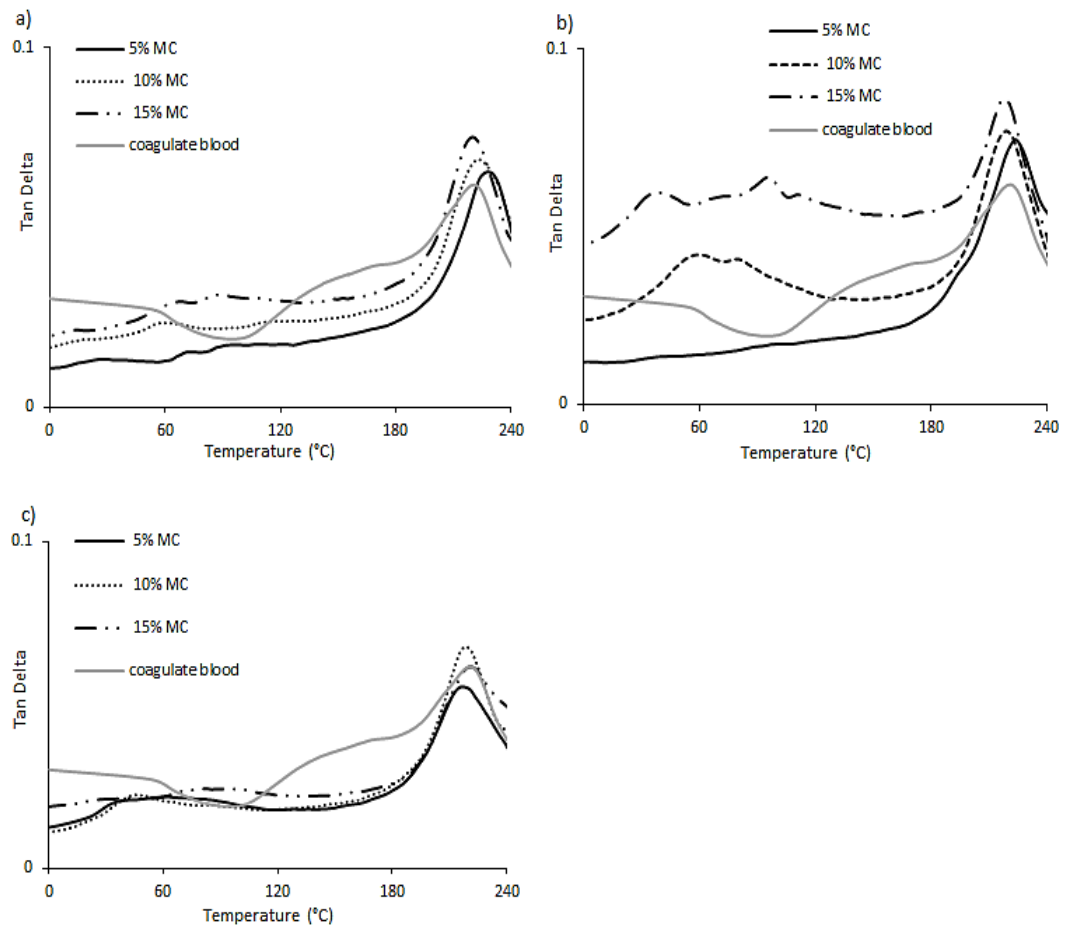 a)
0.1
5% MC
10% MC
15% MC
coagulate blood
Tan Delta
0
0 60 120 180 240
Temperature (°C)
b)
0.1
5% MC
10% MC
15% MC
coagulate blood
Tan Delta
0
0 60 120 180 240
Temperature (°C)
c)
0.1
5% MC
10% MC
15% MC
coagulate blood
Tan Delta
0
0 60 120 180 240
Temperature (°C)